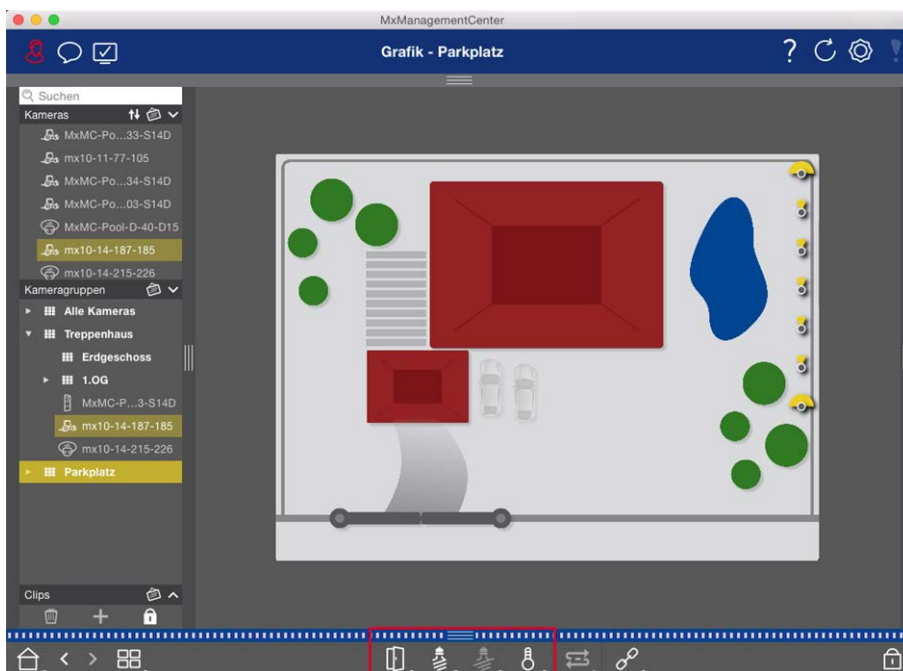 MxManagementCenter
Grafik - Parkplatz
?
Suchen
Kameras
MxMC-Po...33-S14D
mx10-11-77-105
MxMC-Po...34-S14D
MxMC-Po...03-S14D
MxMC-Pool-D-40-D15
mx10-14-187-185
mx10-14-215-226
Kameragruppen
Alle Kameras
Treppenhaus
Erdgeschoss
1.OG
MxMC-P...3-S14D
mx10-14-187-185
mx10-14-215-226
Parkplatz
Clips